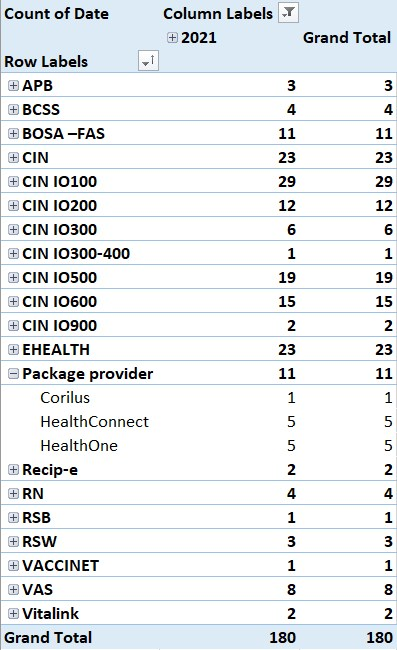 Count of Date Column Labels
2021 Grand Total
Row Labels
APB 3 3
BCSS 4 4
BOSA –FAS 11 11
CIN 23 23
CIN IO100 29 29
CIN IO200 12 12
CIN IO300 6 6
CIN IO300-400 1 1
CIN IO500 19 19
CIN IO600 15 15
CIN IO900 2 2
EHEALTH 23 23
Package provider 11 11
Corilus 1 1
HealthConnect 5 5
HealthOne 5 5
Recip-e 2 2
RN 4 4
RSB 1 1
RSW 3 3
VACCINET 1 1
VAS 8 8
Vitalink 2 2
Grand Total 180 180